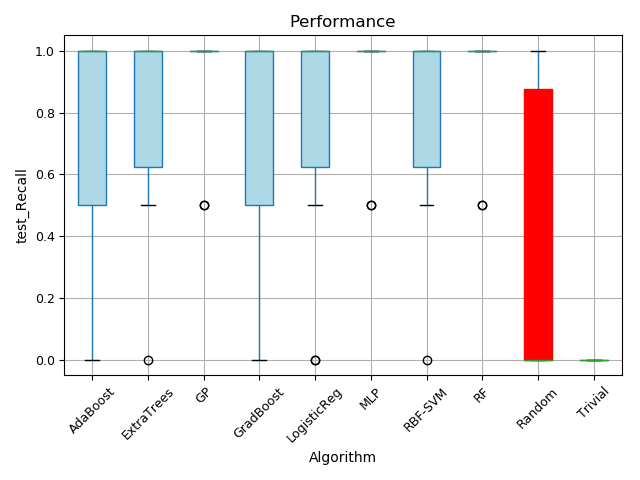 Performance
test_Recall
1.0
0.8
0.6
0.4
0.2
0.0
AdaBoost
ExtraTrees
GP
GradBoost
LogisticReg
MLP
RBF-SVM
RF
Random
Trivial
Algorithm